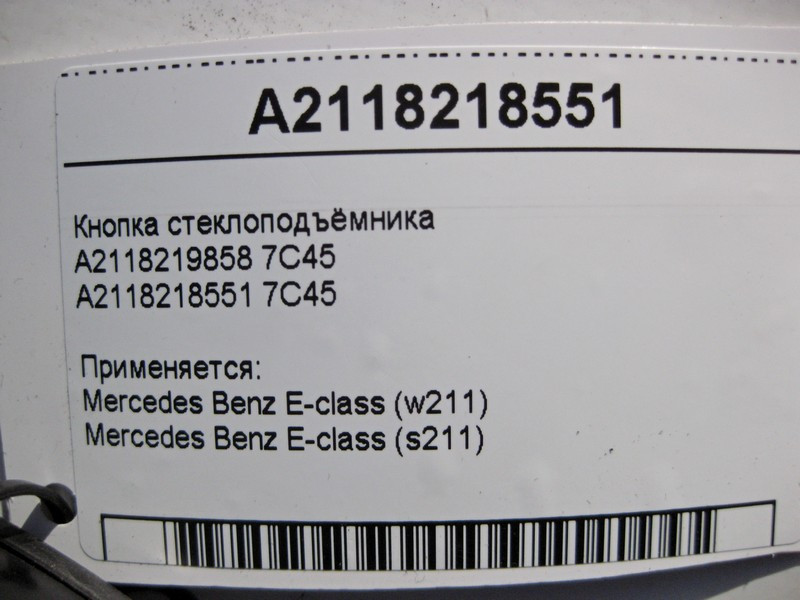 A2118218551
Кнопка стеклоподъёмника
A2118219858 7C45
A2118218551 7C45
Применяется:
Mercedes Benz E-class (w211)
Mercedes Benz E-class (s211)